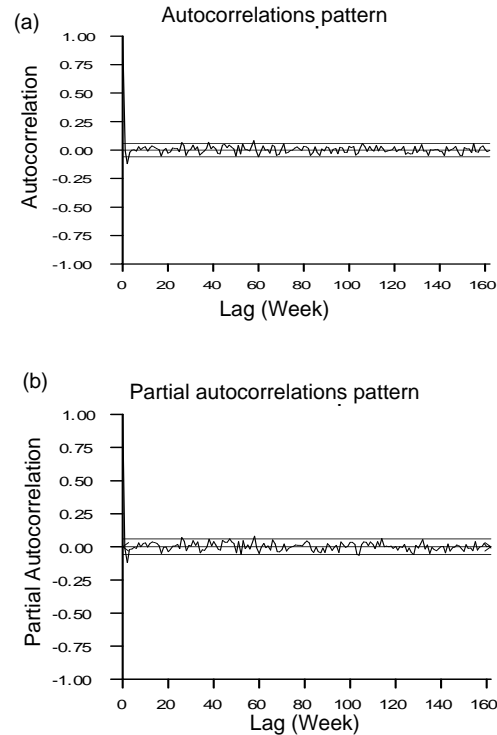 (a)
Autocorrelations pattern
1.00
0.75
0.50
0.25
0.00
-0.25
-0.50
-0.75
-1.00
Autocorrelation
0 20 40 60 80 100 120 140 160
Lag (Week)
(b)
Partial autocorrelations pattern
1.00
0.75
0.50
0.25
0.00
-0.25
-0.50
-0.75
-1.00
Partial Autocorrelation
0 20 40 60 80 100 120 140 160
Lag (Week)